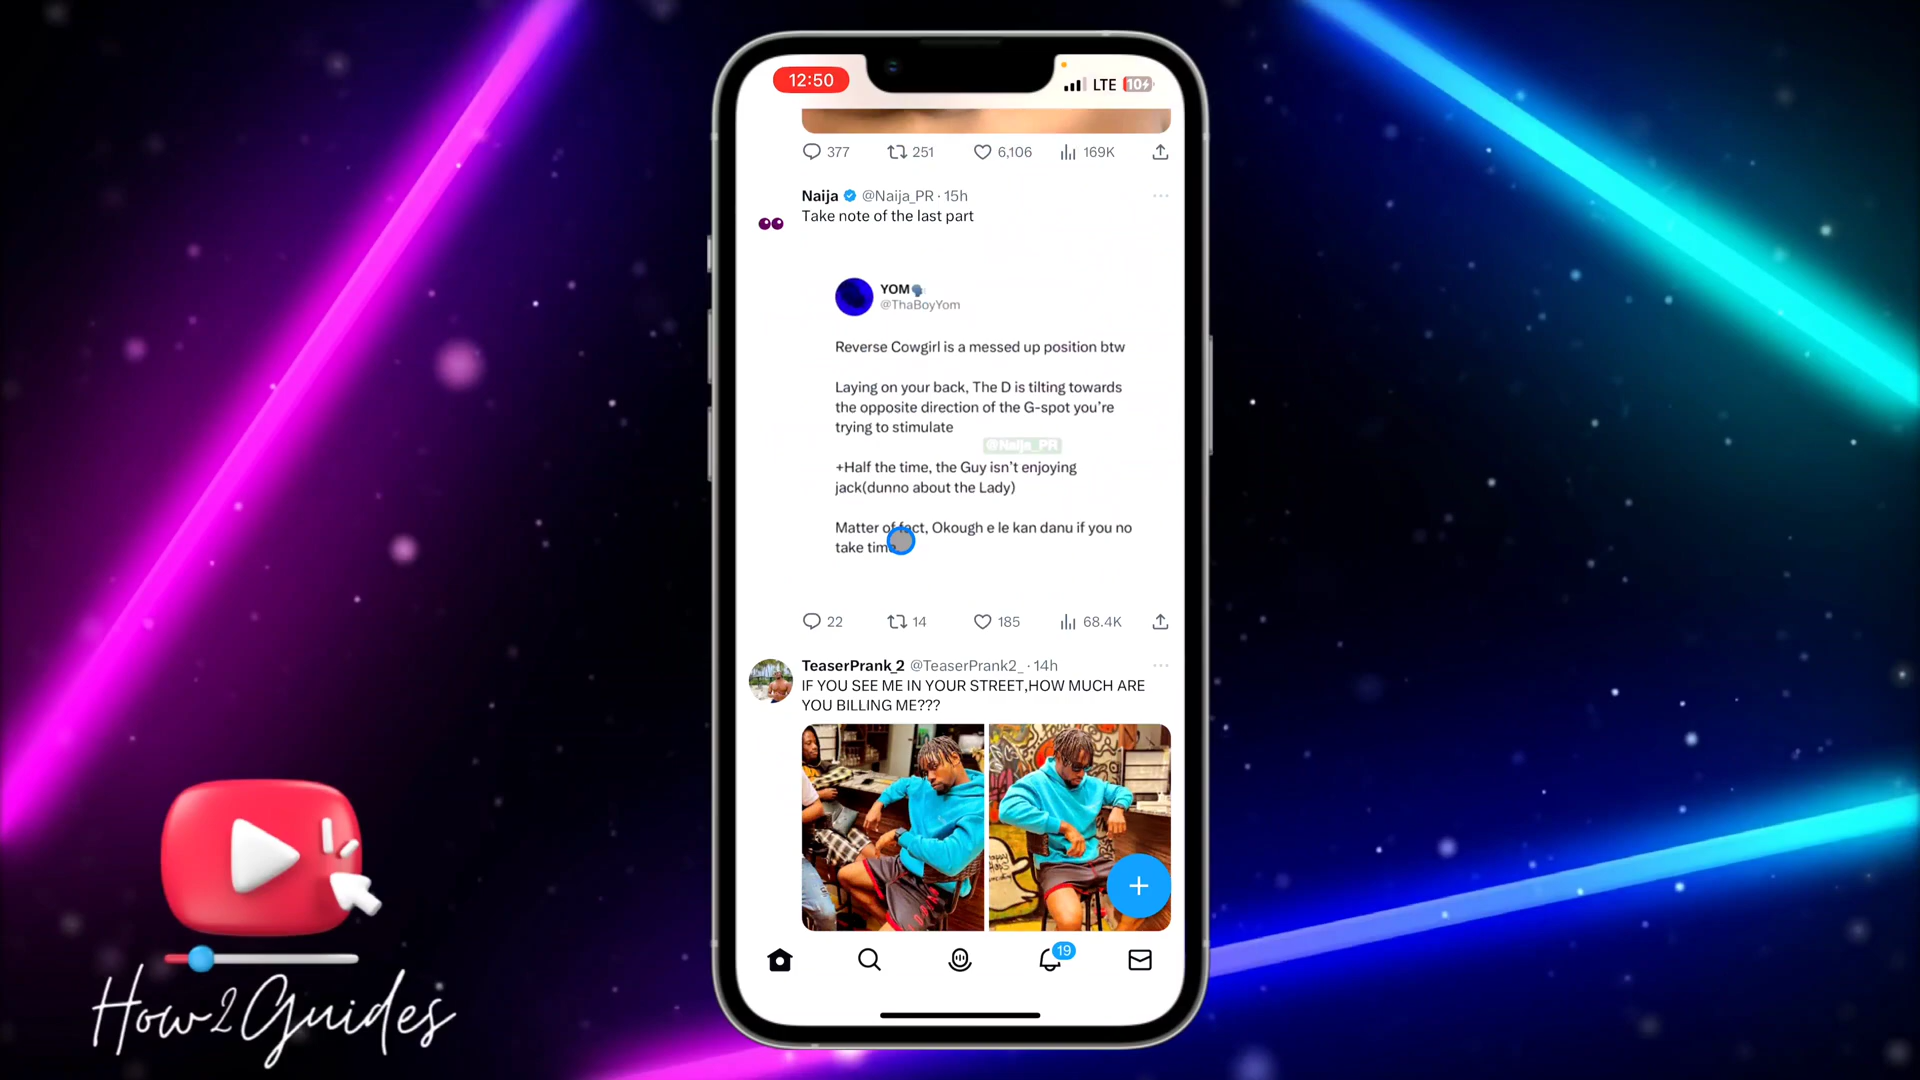 12:50
LTE 10
377 251 6,106 169K
Naija @Naija_PR · 15h
Take note of the last part
YOM
@ThaBoyYom
Reverse Cowgirl is a messed up position btw
Laying on your back, The D is tilting towards
the opposite direction of the G-spot you’re
trying to stimulate
@Naija_PR
+Half the time, the Guy isn’t enjoying
jack(dunno about the Lady)
Matter of fact, Okough e le kan danu if you no
take time
22 14 185 68.4K
TeaserPrank_2 @TeaserPrank2_ · 14h
IF YOU SEE ME IN YOUR STREET,HOW MUCH ARE
YOU BILLING ME???
19
How2Guides